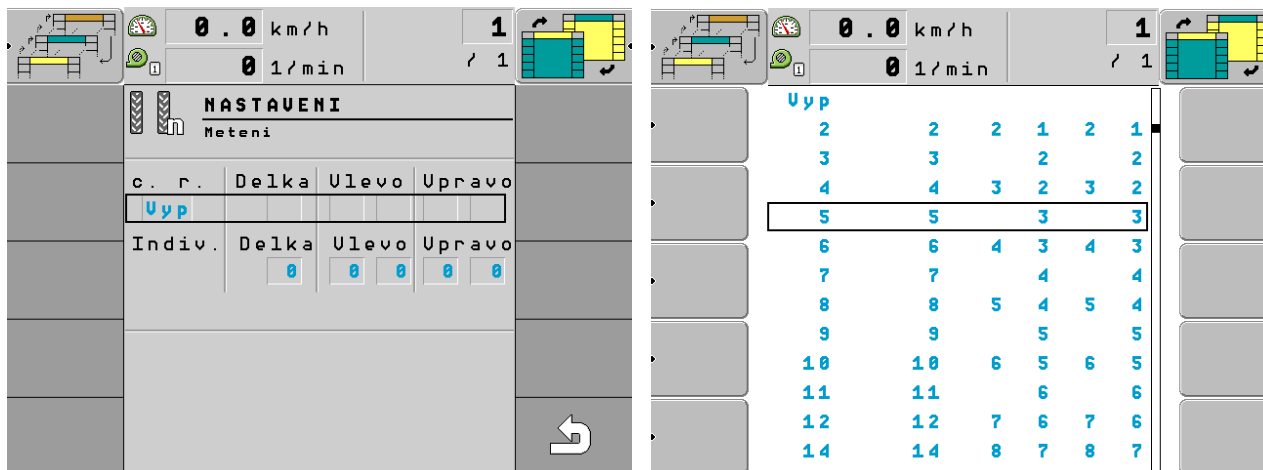 0.0 km/h 1
1 0 1/min / 1
n NASTAVENI
Meteni
c. r. Delka Vlevo Vpravo
Vyp
Indiv. Delka Vlevo Vpravo
0 0 0 0 0
0.0 km/h 1
1 0 1/min / 1
Vyp
2 2 2 1 2 1
3 3 2 2
4 4 3 2 3 2
5 5 3 3
6 6 4 3 4 3
7 7 4 4
8 8 5 4 5 4
9 9 5 5
10 10 6 5 6 5
11 11 6 6
12 12 7 6 7 6
14 14 8 7 8 7